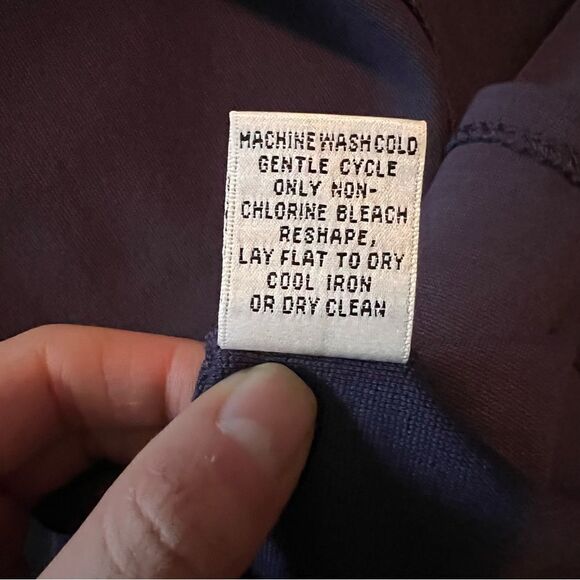 MACHINE WASH COLD
GENTLE CYCLE
ONLY NON-
CHLORINE BLEACH
RESHAPE,
LAY FLAT TO DRY
COOL IRON
OR DRY CLEAN